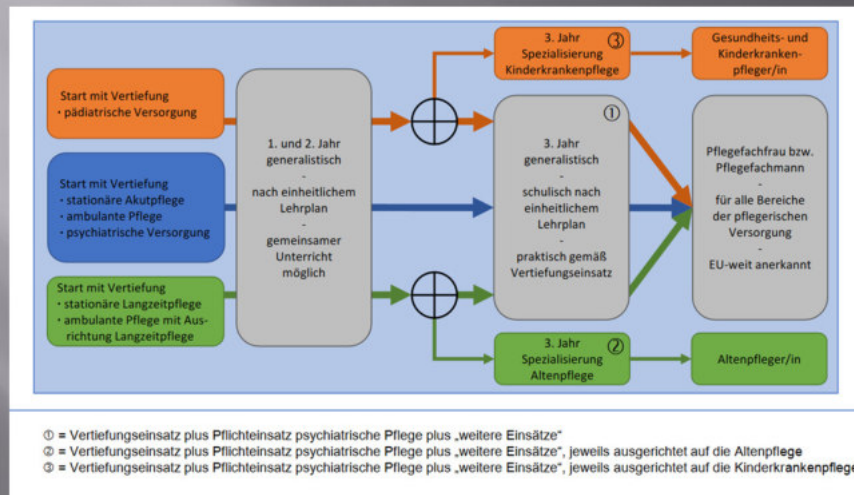 Start mit Vertiefung
· pädiatrische Versorgung
Start mit Vertiefung
· stationäre Akutpflege
· ambulante Pflege
· psychiatrische Versorgung
Start mit Vertiefung
· stationäre Langzeitpflege
· ambulante Pflege mit Aus-
richtung Langzeitpflege
1. und 2. Jahr
generalistisch
-
nach einheitlichem
Lehrplan
-
gemeinsamer
Unterricht
möglich
3. Jahr ③
Spezialisierung
Kinderkrankenpflege
①
3. Jahr
generalistisch
-
schulisch nach
einheitlichem
Lehrplan
-
praktisch gemäß
Vertiefungseinsatz
3. Jahr ②
Spezialisierung
Altenpflege
Gesundheits- und
Kinderkranken-
pfleger/in
Pflegefachfrau bzw.
Pflegefachmann
-
für alle Bereiche
der pflegerischen
Versorgung
-
EU-weit anerkannt
Altenpfleger/in
① = Vertiefungseinsatz plus Pflichteinsatz psychiatrische Pflege plus „weitere Einsätze“
② = Vertiefungseinsatz plus Pflichteinsatz psychiatrische Pflege plus „weitere Einsätze“, jeweils ausgerichtet auf die Altenpflege
③ = Vertiefungseinsatz plus Pflichteinsatz psychiatrische Pflege plus „weitere Einsätze“, jeweils ausgerichtet auf die Kinderkrankenpflege